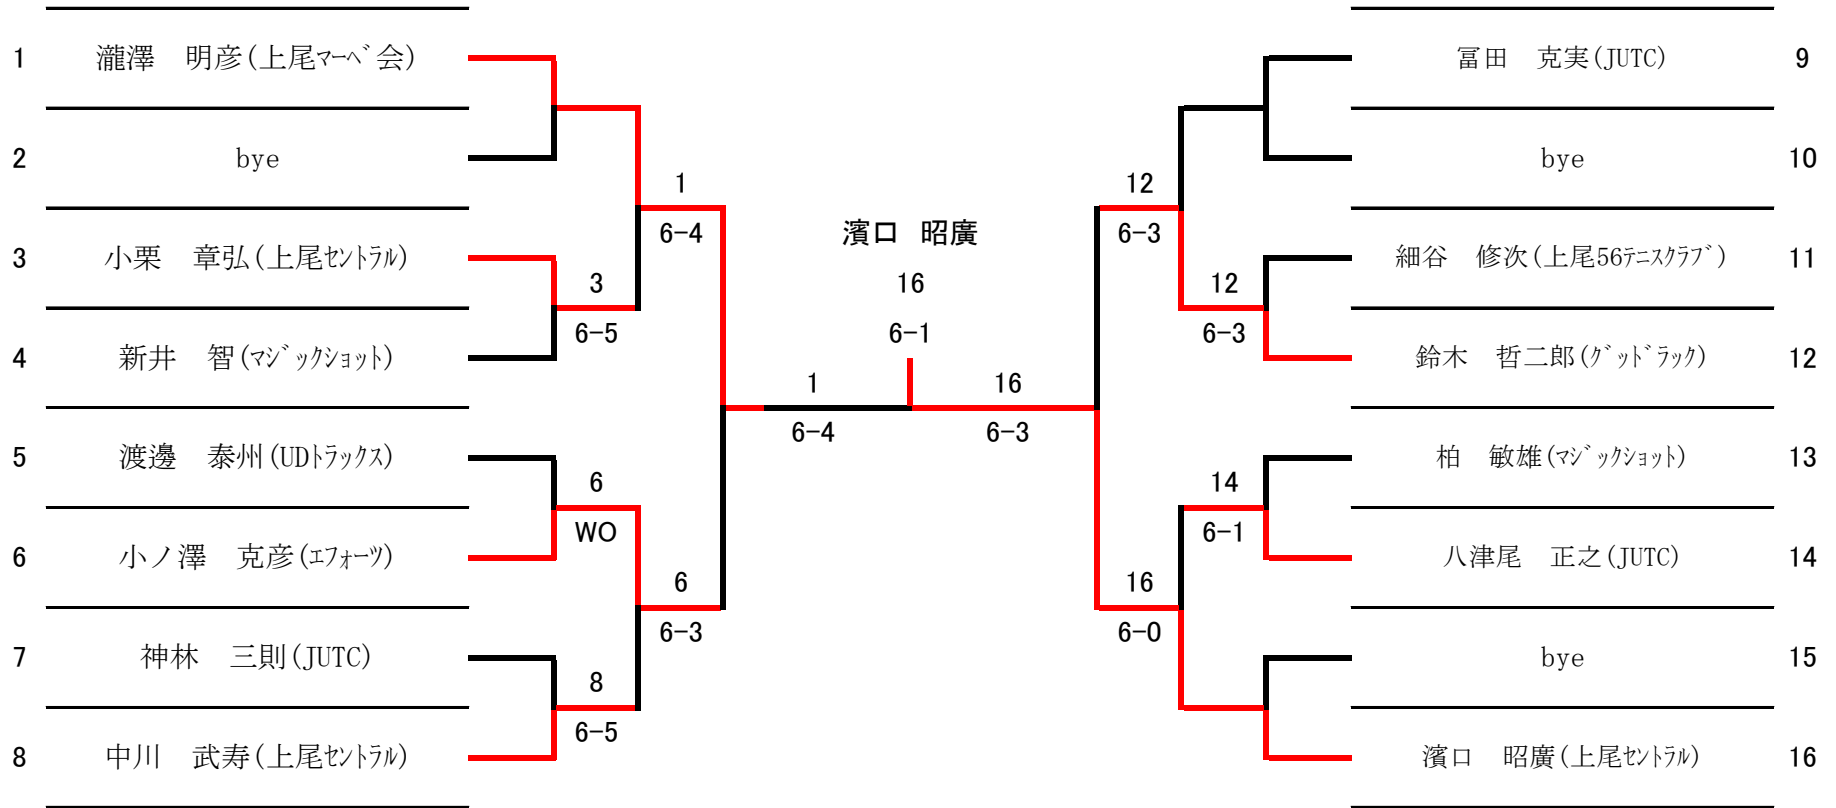 1 瀧澤　明彦(上尾ﾏｰﾍﾞ会)
2 bye
3 小栗　章弘(上尾ｾﾝﾄﾗﾙ)
4 新井　智(ﾏｼﾞｯｸｼｮｯﾄ)
5 渡邊　泰州(UDﾄﾗｯｸｽ)
6 小ノ澤　克彦(ｴﾌｫｰﾂ)
7 神林　三則(JUTC)
8 中川　武寿(上尾ｾﾝﾄﾗﾙ)
3
6-5
6
WO
8
6-5
1
6-4
6
6-3
1
6-4
濱口　昭廣
16
6-1
16
6-3
12
6-3
16
6-0
12
6-3
14
6-1
冨田　克実(JUTC) 9
bye 10
細谷　修次(上尾56ﾃﾆｽｸﾗﾌﾞ) 11
鈴木　哲二郎(ｸﾞｯﾄﾞﾗｯｸ) 12
柏　敏雄(ﾏｼﾞｯｸｼｮｯﾄ) 13
八津尾　正之(JUTC) 14
bye 15
濱口　昭廣(上尾ｾﾝﾄﾗﾙ) 16